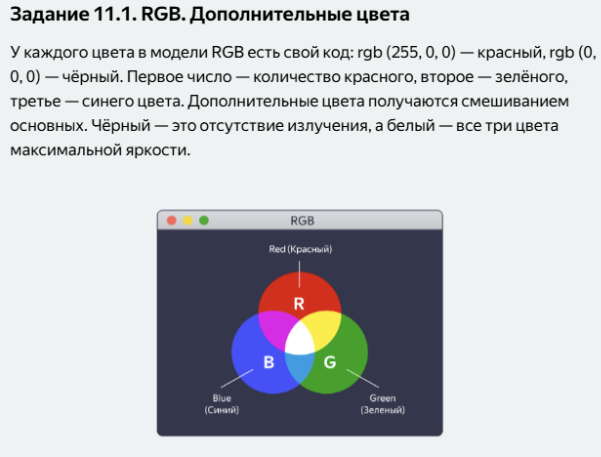 Задание 11.1. RGB. Дополнительные цвета
У каждого цвета в модели RGB есть свой код: rgb (255, 0, 0) — красный, rgb (0,
0, 0) — чёрный. Первое число — количество красного, второе — зелёного,
третье — синего цвета. Дополнительные цвета получаются смешиванием
основных. Чёрный — это отсутствие излучения, а белый — все три цвета
максимальной яркости.
RGB
Red (Красный)
R
B
G
Blue
(Синий)
Green
(Зеленый)